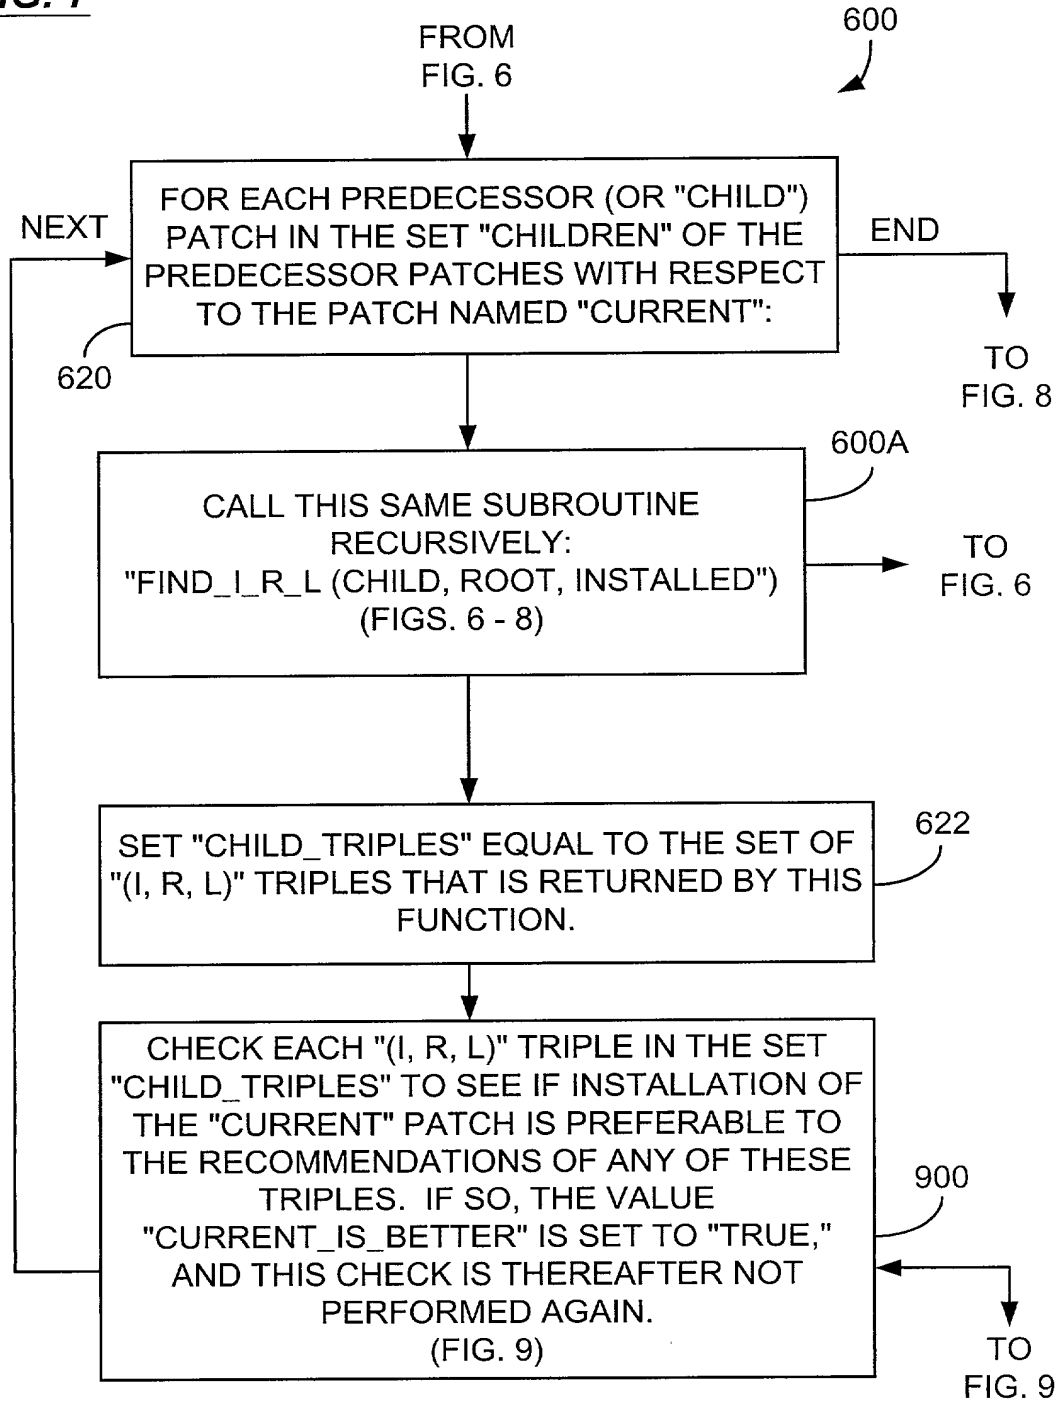 FROM
FIG. 6
600
FOR EACH PREDECESSOR (OR "CHILD")
PATCH IN THE SET "CHILDREN" OF THE
PREDECESSOR PATCHES WITH RESPECT
TO THE PATCH NAMED "CURRENT":
NEXT
END
620
TO
FIG. 8
600A
CALL THIS SAME SUBROUTINE
RECURSIVELY:
"FIND_I_R_L (CHILD, ROOT, INSTALLED")
(FIGS. 6 - 8)
TO
FIG. 6
622
SET "CHILD_TRIPLES" EQUAL TO THE SET OF
"(I, R, L)" TRIPLES THAT IS RETURNED BY THIS
FUNCTION.
CHECK EACH "(I, R, L)" TRIPLE IN THE SET
"CHILD_TRIPLES" TO SEE IF INSTALLATION OF
THE "CURRENT" PATCH IS PREFERABLE TO
THE RECOMMENDATIONS OF ANY OF THESE
TRIPLES. IF SO, THE VALUE
"CURRENT_IS_BETTER" IS SET TO "TRUE,"
AND THIS CHECK IS THEREAFTER NOT
PERFORMED AGAIN.
(FIG. 9)
900
TO
FIG. 9